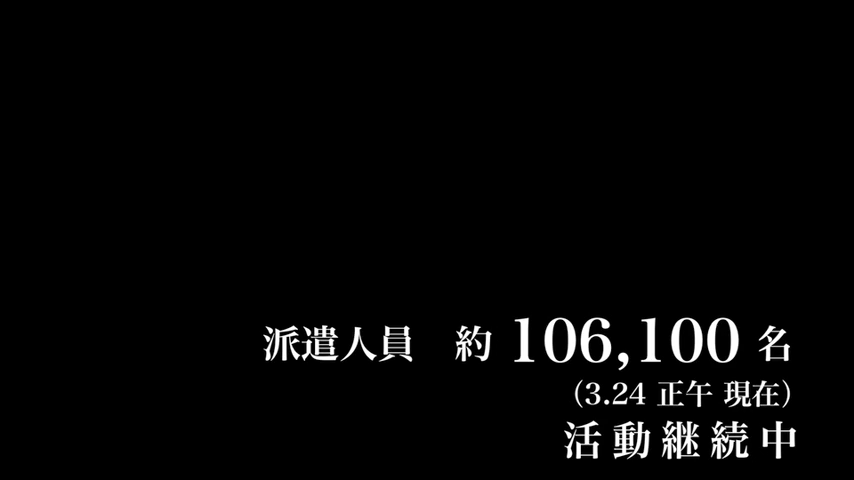 派遣人員　約 106,100 名
（3.24 正午 現在）
活動継続中